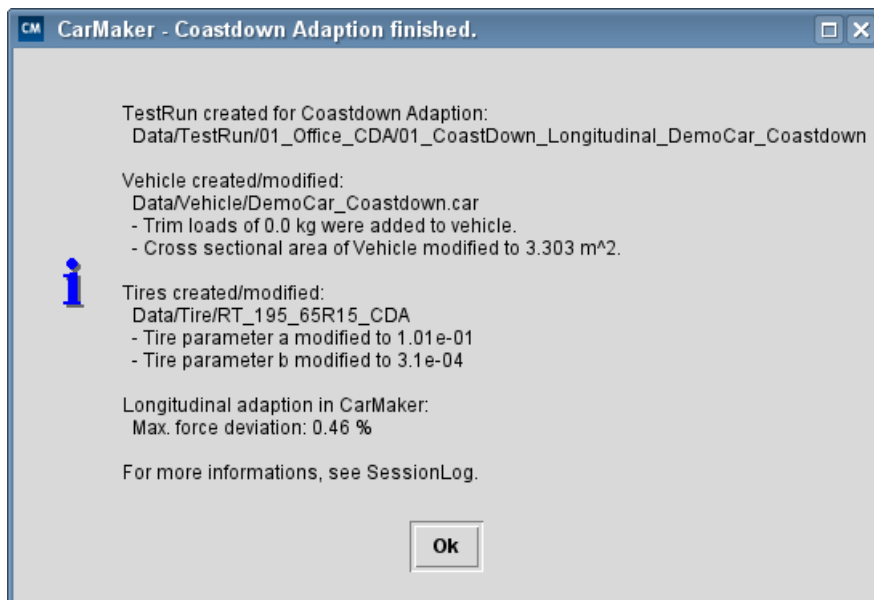 CM CarMaker - Coastdown Adaption finished.
TestRun created for Coastdown Adaption:
Data/TestRun/01_Office_CDA/01_CoastDown_Longitudinal_DemoCar_Coastdown
Vehicle created/modified:
Data/Vehicle/DemoCar_Coastdown.car
- Trim loads of 0.0 kg were added to vehicle.
- Cross sectional area of Vehicle modified to 3.303 m^2.
Tires created/modified:
Data/Tire/RT_195_65R15_CDA
- Tire parameter a modified to 1.01e-01
- Tire parameter b modified to 3.1e-04
Longitudinal adaption in CarMaker:
Max. force deviation: 0.46 %
For more informations, see SessionLog.
Ok